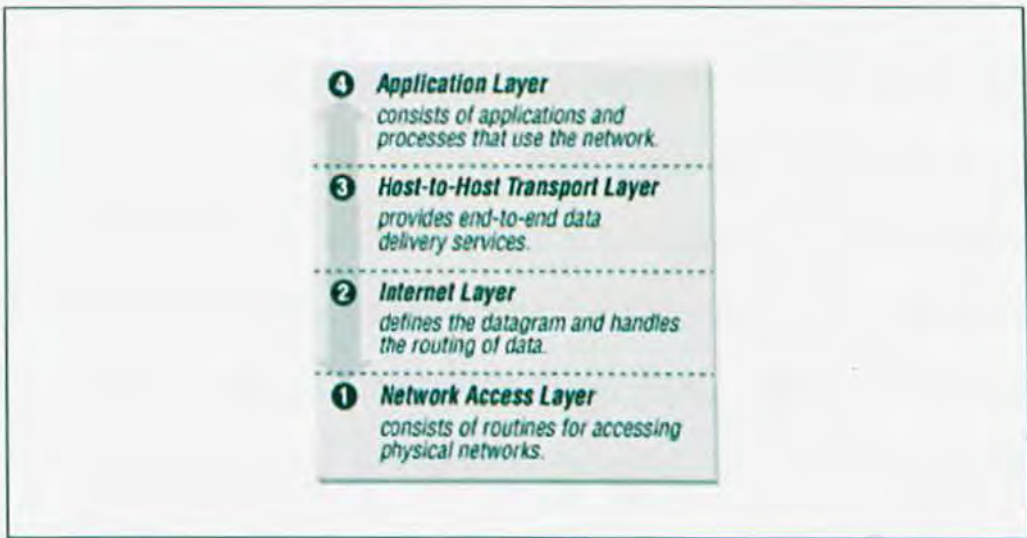 4 Application Layer
consists of applications and
processes that use the network.
3 Host-to-Host Transport Layer
provides end-to-end data
delivery services.
2 Internet Layer
defines the datagram and handles
the routing of data.
1 Network Access Layer
consists of routines for accessing
physical networks.